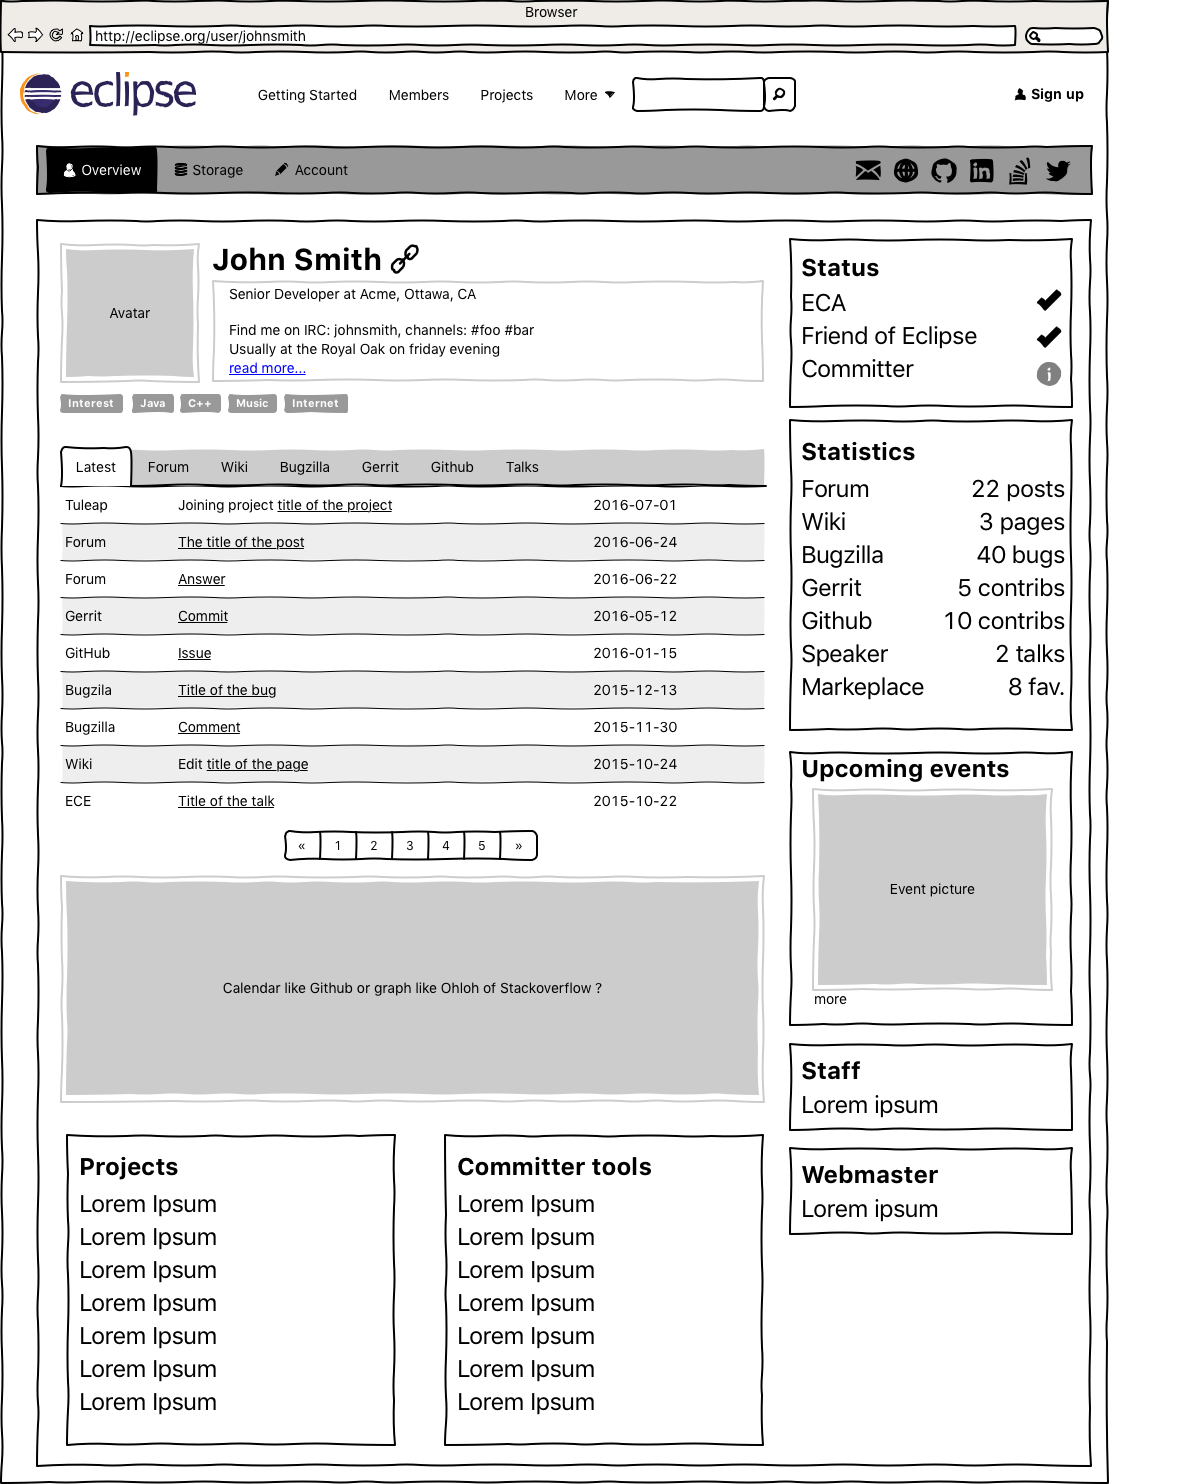 Browser
http://eclipse.org/user/johnsmith
eclipse
Getting Started Members Projects More
Sign up
Overview Storage Account
in
John Smith
Avatar
Senior Developer at Acme, Ottawa, CA
Find me on IRC: johnsmith, channels: #foo #bar
Usually at the Royal Oak on friday evening
read more...
Interest Java C++ Music Internet
Latest Forum Wiki Bugzilla Gerrit Github Talks
Tuleap Joining project title of the project 2016-07-01
Forum The title of the post 2016-06-24
Forum Answer 2016-06-22
Gerrit Commit 2016-05-12
GitHub Issue 2016-01-15
Bugzila Title of the bug 2015-12-13
Bugzilla Comment 2015-11-30
Wiki Edit title of the page 2015-10-24
ECE Title of the talk 2015-10-22
« 1 2 3 4 5 »
Calendar like Github or graph like Ohloh of Stackoverflow ?
Projects
Lorem Ipsum
Lorem Ipsum
Lorem Ipsum
Lorem Ipsum
Lorem Ipsum
Lorem Ipsum
Lorem Ipsum
Committer tools
Lorem Ipsum
Lorem Ipsum
Lorem Ipsum
Lorem Ipsum
Lorem Ipsum
Lorem Ipsum
Lorem Ipsum
Status
ECA
Friend of Eclipse
Committer
Statistics
Forum 22 posts
Wiki 3 pages
Bugzilla 40 bugs
Gerrit 5 contribs
Github 10 contribs
Speaker 2 talks
Markeplace 8 fav.
Upcoming events
Event picture
more
Staff
Lorem ipsum
Webmaster
Lorem ipsum